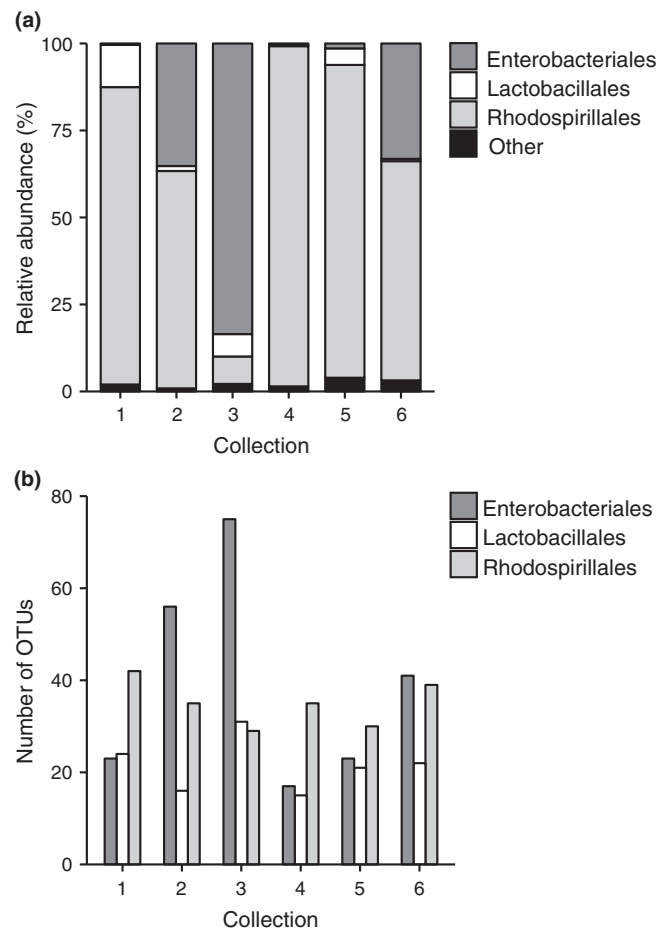 (a)
100
75
50
25
0
Relative abundance (%)
1 2 3 4 5 6
Collection
Enterobacteriales
Lactobacillales
Rhodospirillales
Other
(b)
80
60
40
20
0
Number of OTUs
1 2 3 4 5 6
Collection
Enterobacteriales
Lactobacillales
Rhodospirillales